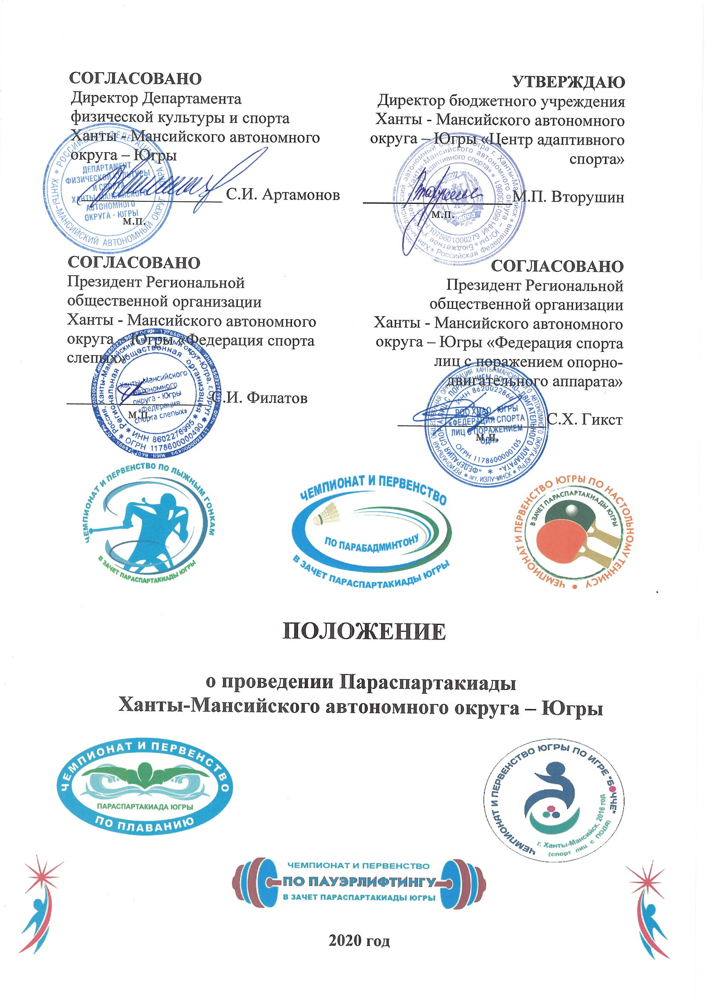 СОГЛАСОВАНО
Директор Департамента
физической культуры и спорта
Ханты - Мансийского автономного
округа – Югры
С.И. Артамонов
м.п.
УТВЕРЖДАЮ
Директор бюджетного учреждения
Ханты - Мансийского автономного
округа – Югры «Центр адаптивного
спорта»
М.П. Вторушин
м.п.
ДЕПАРТАМЕНТ
ФИЗИЧЕСКОЙ КУЛЬТУРЫ
И СПОРТА
ХАНТЫ-МАНСИЙСКОГО
АВТОНОМНОГО
ОКРУГА - ЮГРЫ
СОГЛАСОВАНО
Президент Региональной
общественной организации
Ханты - Мансийского автономного
округа – Югры «Федерация спорта
слепых»
С.И. Филатов
м.п.
Ханты-Мансийского
автономного
округа - Югры
«Федерация
спорта слепых»
ИНН 8602276995
ОГРН 1178600000490
СОГЛАСОВАНО
Президент Региональной
общественной организации
Ханты - Мансийского автономного
округа – Югры «Федерация спорта
лиц с поражением опорно-
двигательного аппарата»
С.Х. Гикст
м.п.
РОО ХМАО - ЮГРЫ
«ФЕДЕРАЦИЯ СПОРТА
ЛИЦ С ПОРАЖЕНИЕМ
ОДА»
ИНН 8620022866
ОГРН 1178600000105
ЧЕМПИОНАТ И ПЕРВЕНСТВО ПО ЛЫЖНЫМ ГОНКАМ
В ЗАЧЕТ ПАРАСПАРТАКИАДЫ ЮГРЫ
ЧЕМПИОНАТ И ПЕРВЕНСТВО
ПО ПАРАБАДМИНТОНУ
В ЗАЧЕТ ПАРАСПАРТАКИАДЫ ЮГРЫ
ЧЕМПИОНАТ И ПЕРВЕНСТВО ЮГРЫ ПО НАСТОЛЬНОМУ ТЕННИСУ
В ЗАЧЕТ ПАРАСПАРТАКИАДЫ ЮГРЫ
ПОЛОЖЕНИЕ
о проведении Параспартакиады
Ханты-Мансийского автономного округа – Югры
ЧЕМПИОНАТ И ПЕРВЕНСТВО
ПАРАСПАРТАКИАДА ЮГРЫ
ПО ПЛАВАНИЮ
ЧЕМПИОНАТ И ПЕРВЕНСТВО ЮГРЫ ПО ИГРЕ "БОЧЧЕ"
г. Ханты-Мансийск, 2016 год
(спорт лиц с ПОДА)
ЧЕМПИОНАТ И ПЕРВЕНСТВО
ПО ПАУЭРЛИФТИНГУ
В ЗАЧЕТ ПАРАСПАРТАКИАДЫ ЮГРЫ
2020 год